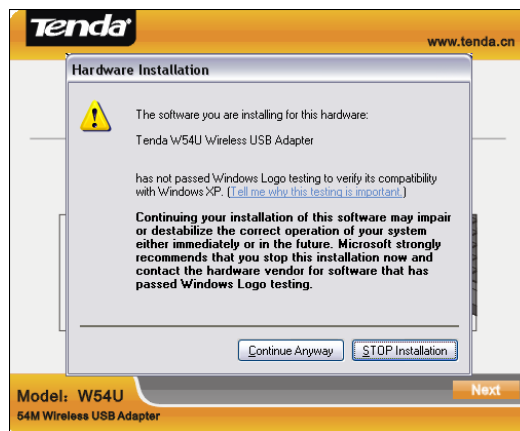 Tenda
www.tenda.cn
Hardware Installation
The software you are installing for this hardware:
Tenda W54U Wireless USB Adapter
has not passed Windows Logo testing to verify its compatibility
with Windows XP. (Tell me why this testing is important.)
Continuing your installation of this software may impair
or destabilize the correct operation of your system
either immediately or in the future. Microsoft strongly
recommends that you stop this installation now and
contact the hardware vendor for software that has
passed Windows Logo testing.
Continue Anyway
STOP Installation
Model: W54U
Next
54M Wireless USB Adapter